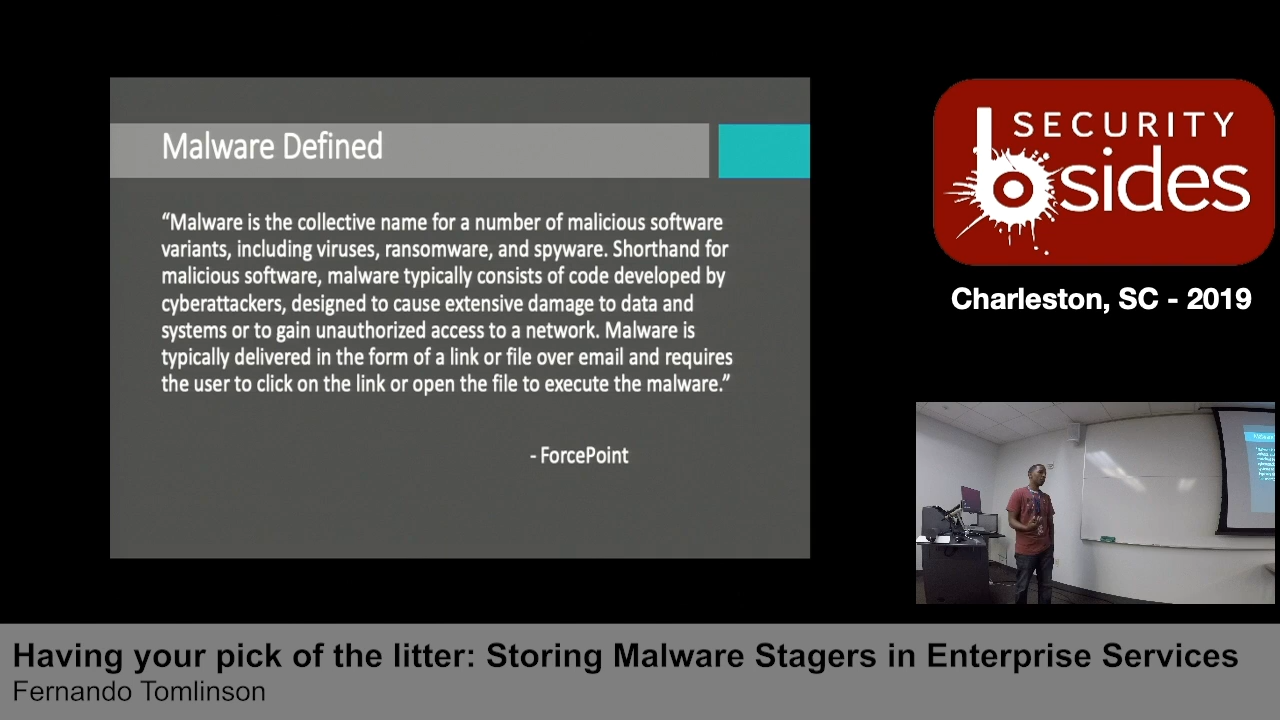 Malware Defined
“Malware is the collective name for a number of malicious software
variants, including viruses, ransomware, and spyware. Shorthand for
malicious software, malware typically consists of code developed by
cyberattackers, designed to cause extensive damage to data and
systems or to gain unauthorized access to a network. Malware is
typically delivered in the form of a link or file over email and requires
the user to click on the link or open the file to execute the malware.”
- ForcePoint
SECURITY
bsides
Charleston, SC - 2019
Having your pick of the litter: Storing Malware Stagers in Enterprise Services
Fernando Tomlinson